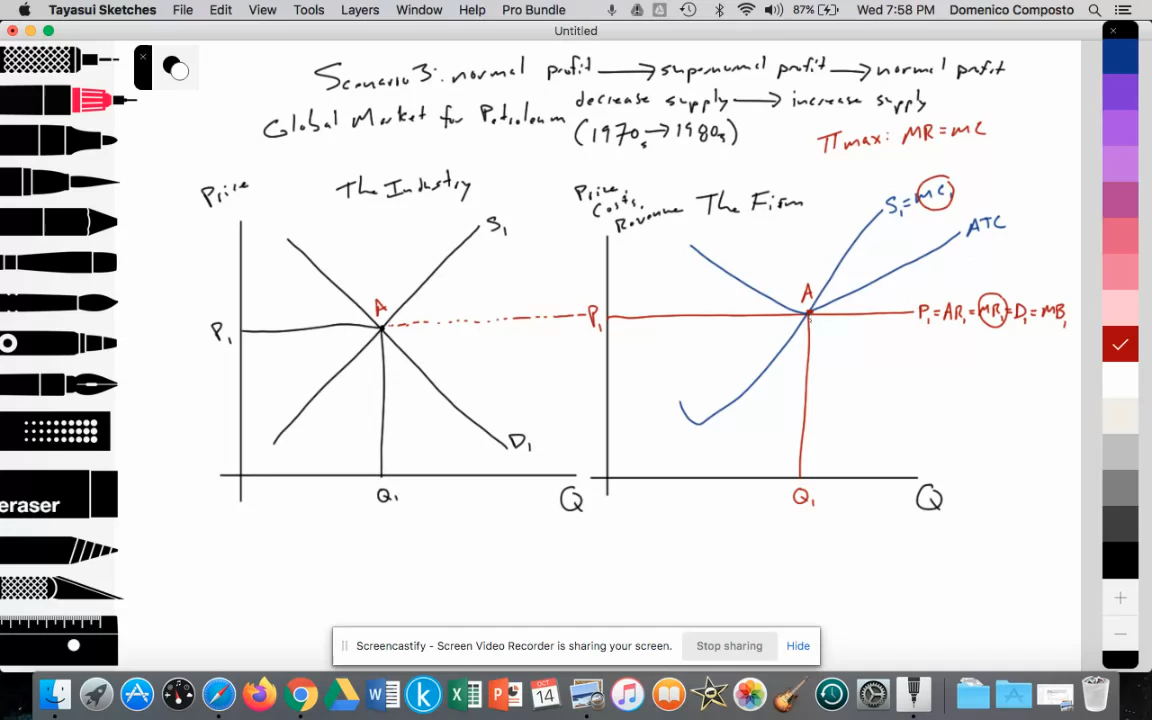 Tayasui Sketches File Edit View Tools Layers Window Help Pro Bundle 87% Wed 7:58 PM Domenico Composto
Untitled
Scenario 3: normal profit → supernormal profit → normal profit
Global Market for Petroleum
decrease supply → increase supply
(1970s → 1980s)
πmax: MR = MC
Price
The Industry
S1
A
P1
D1
Q1
Q
Price,
Costs,
Revenue
The Firm
S1 = MC1
ATC
A
P1
P1 = AR1 = MR1 = D1 = MB1
Q1
Q
eraser
Screencastify - Screen Video Recorder is sharing your screen.
Stop sharing
Hide
OCT
14